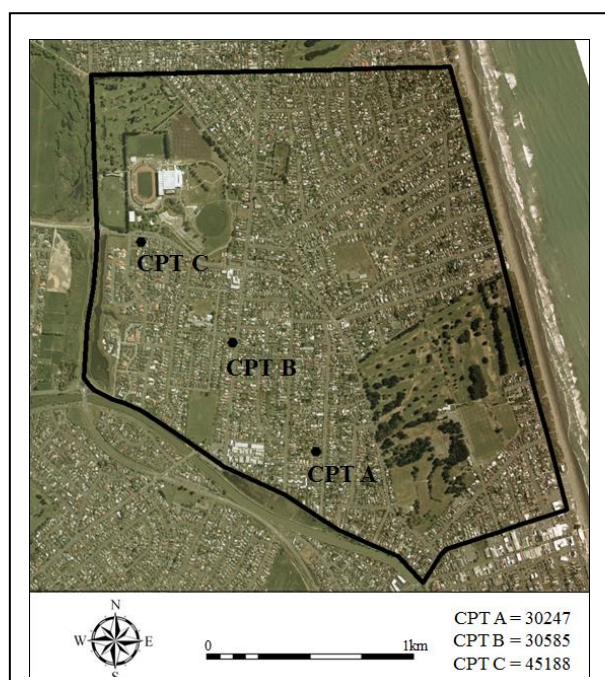 CPT C
CPT B
CPT A
N
W
E
S
0
1km
CPT A = 30247
CPT B = 30585
CPT C = 45188